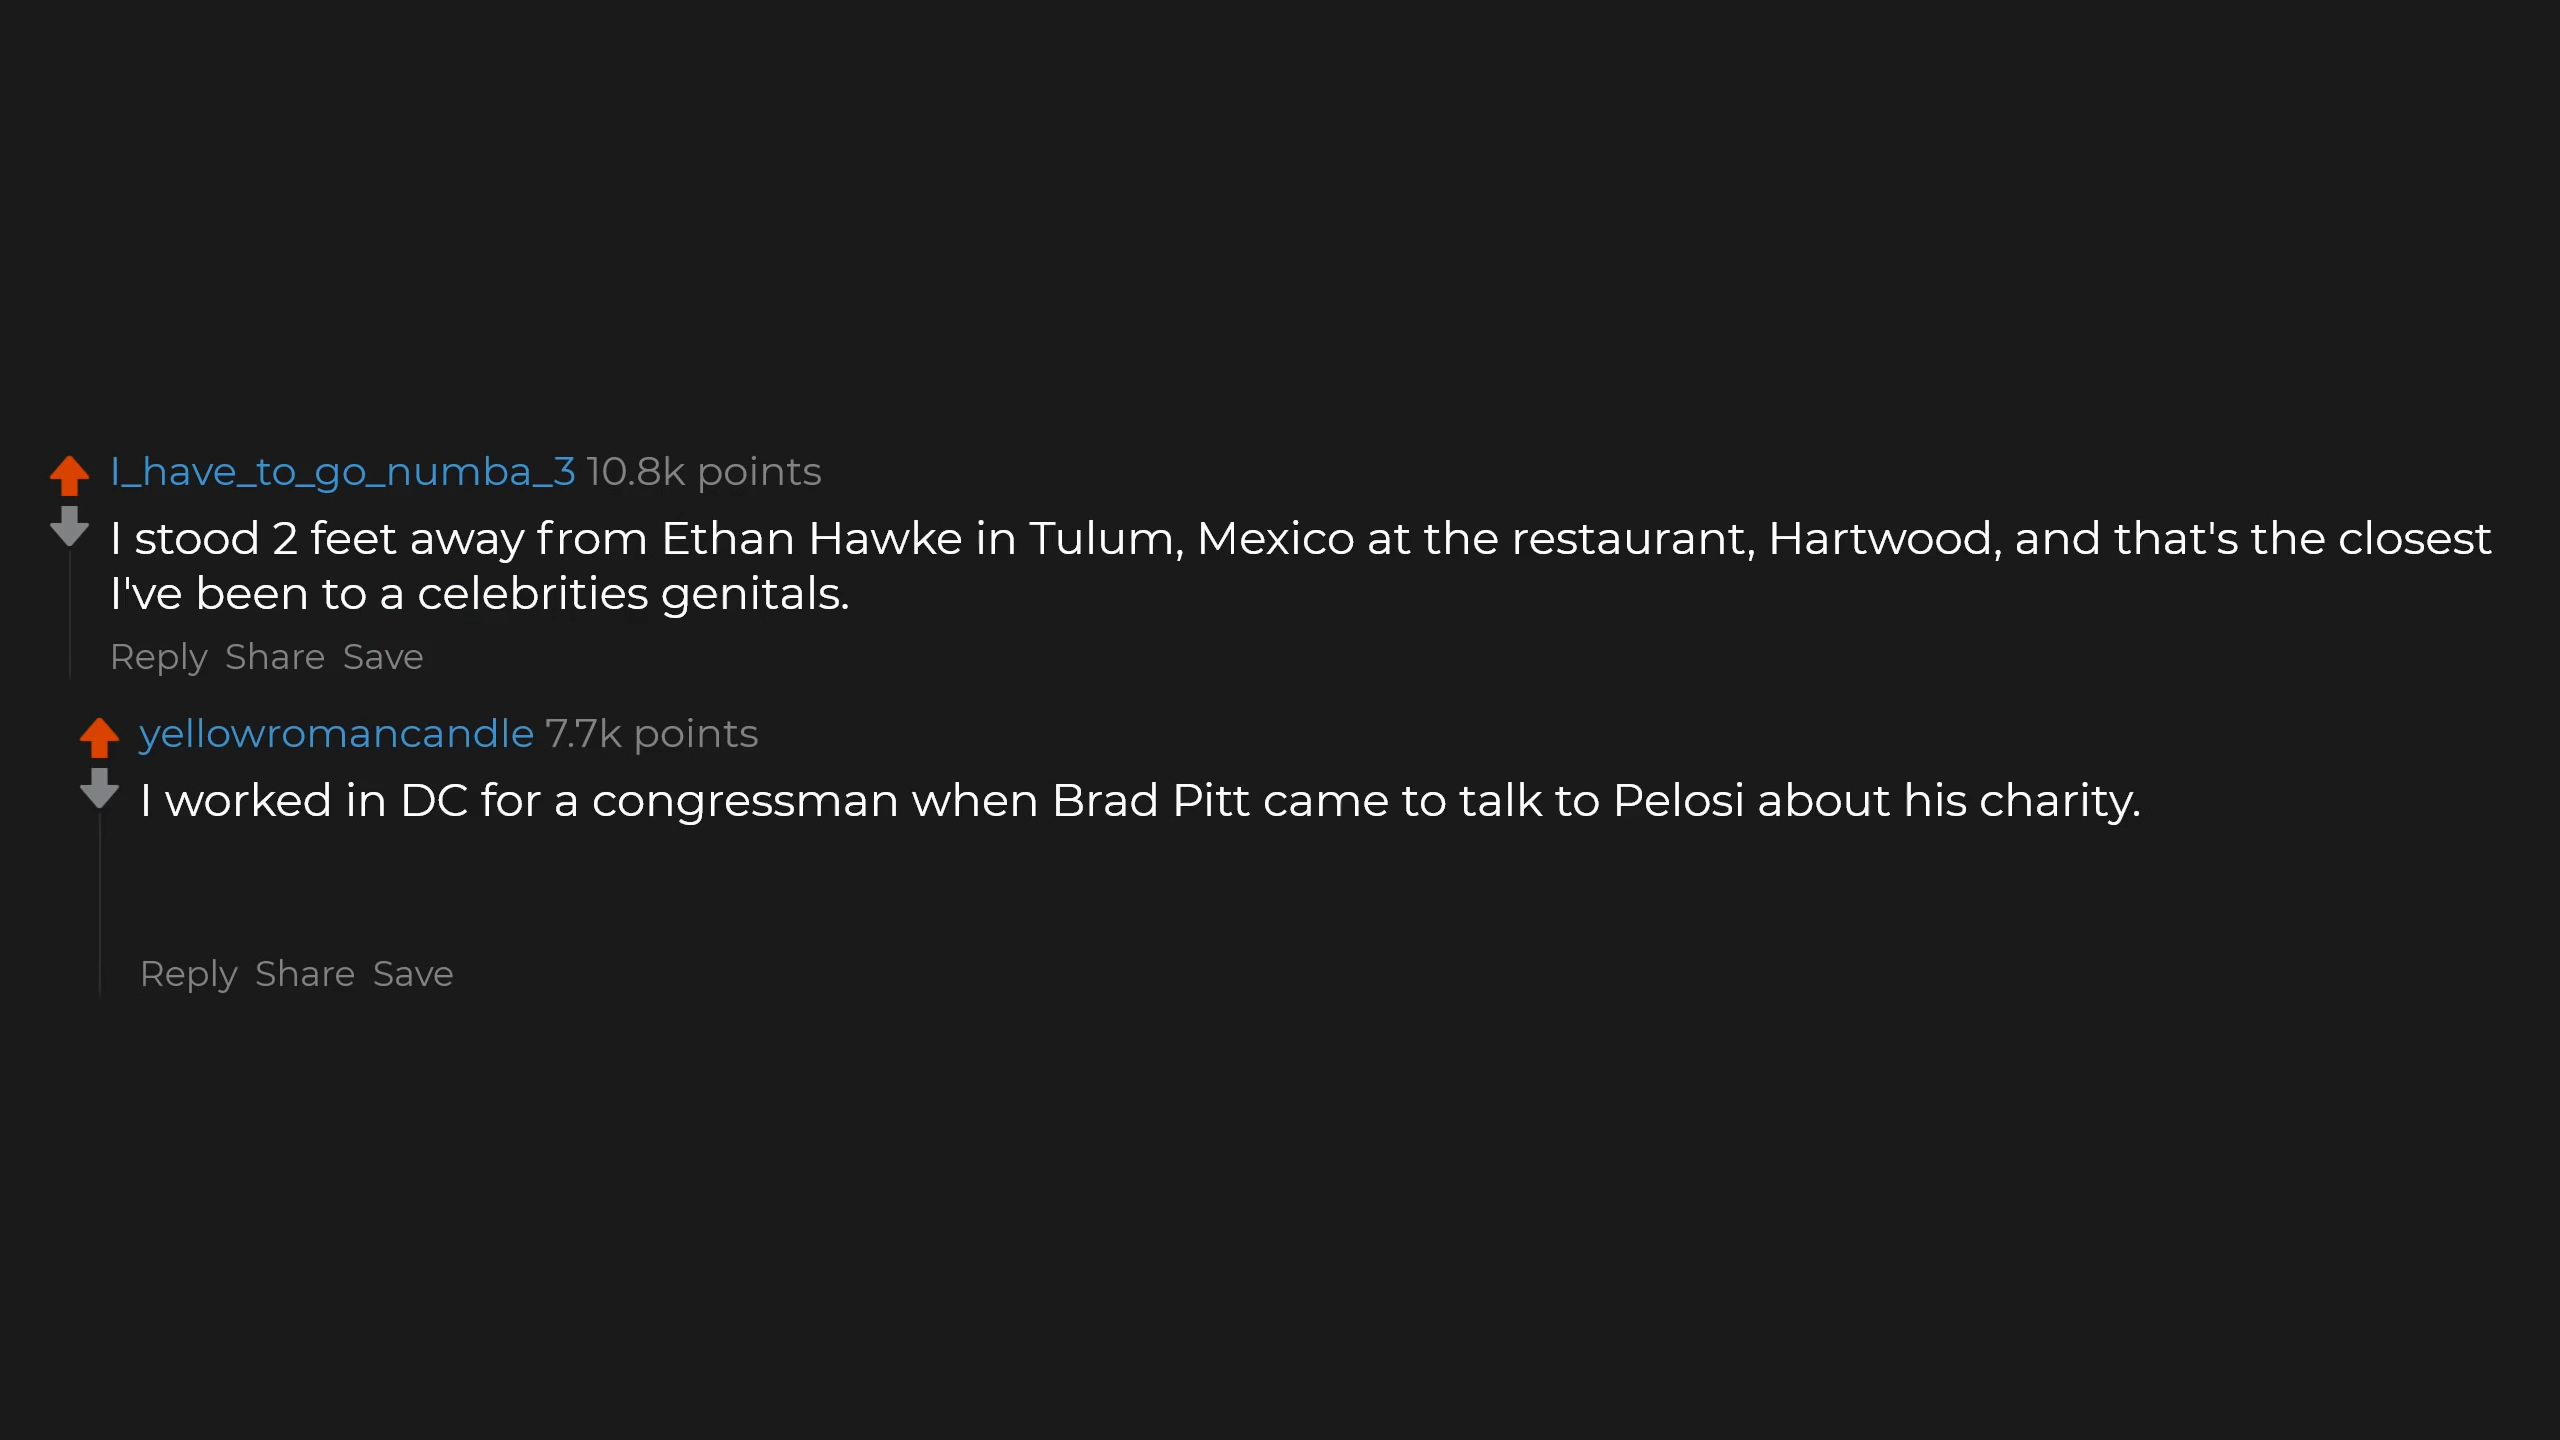 I_have_to_go_numba_3 10.8k points
I stood 2 feet away from Ethan Hawke in Tulum, Mexico at the restaurant, Hartwood, and that's the closest
I've been to a celebrities genitals.
Reply Share Save
yellowromancandle 7.7k points
I worked in DC for a congressman when Brad Pitt came to talk to Pelosi about his charity.
Reply Share Save